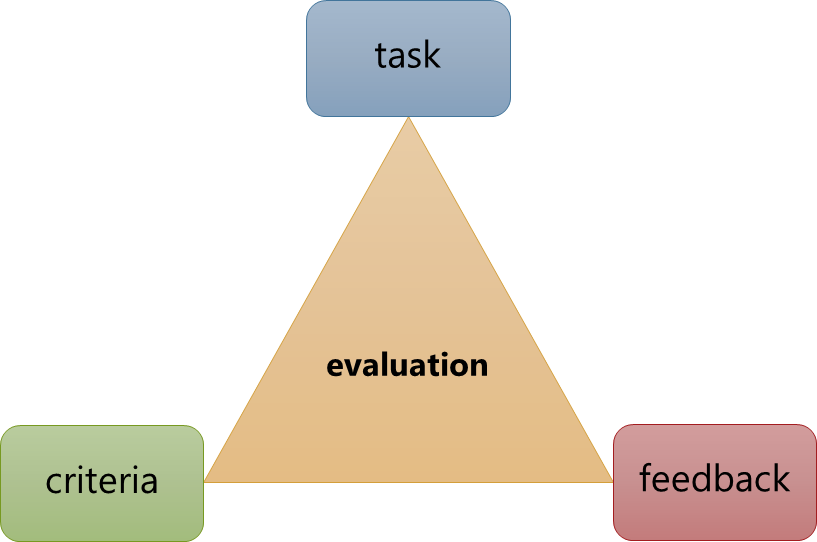 task
evaluation
criteria
feedback